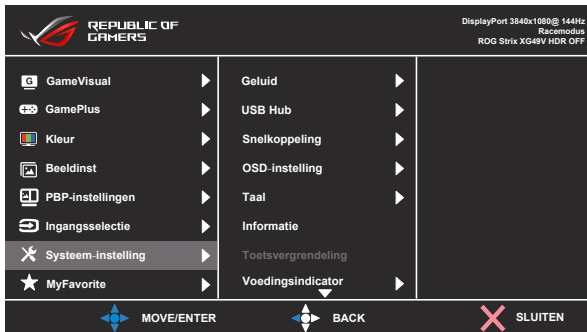 REPUBLIC OF
GAMERS
DisplayPort 3840x1080@ 144Hz
Racemodus
ROG Strix XG49V HDR OFF
G GameVisual
GamePlus
Kleur
Beeldinst
PBP-instellingen
Ingangsselectie
Systeem-instelling
MyFavorite
Geluid
USB Hub
Snelkoppeling
OSD-instelling
Taal
Informatie
Toetsvergrendeling
Voedingsindicator
MOVE/ENTER
BACK
SLUITEN